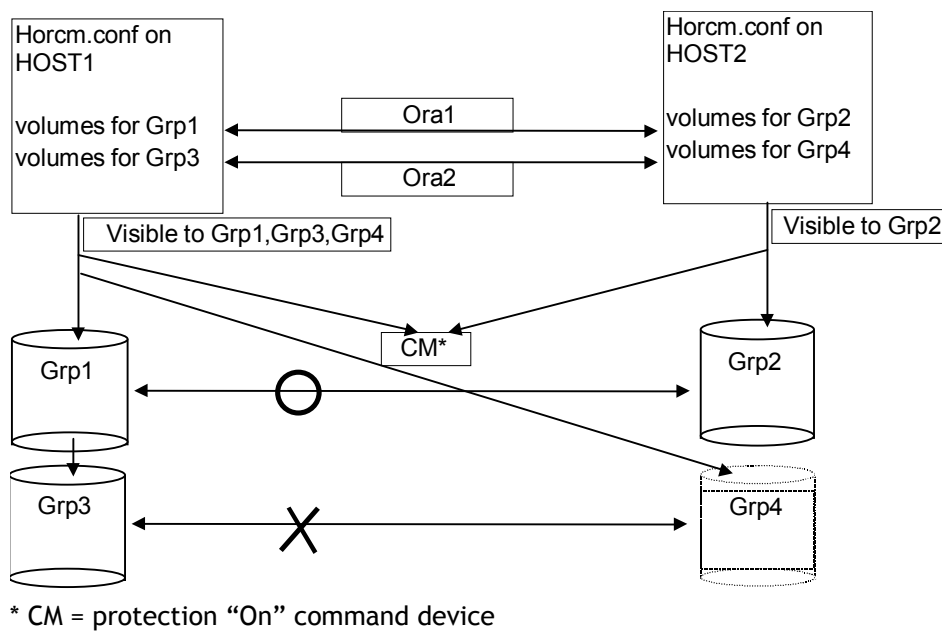 Horcm.conf on
HOST1
volumes for Grp1
volumes for Grp3
Ora1
Ora2
Horcm.conf on
HOST2
volumes for Grp2
volumes for Grp4
Visible to Grp1,Grp3,Grp4
Visible to Grp2
CM*
Grp1
Grp2
Grp3
Grp4
* CM = protection “On” command device